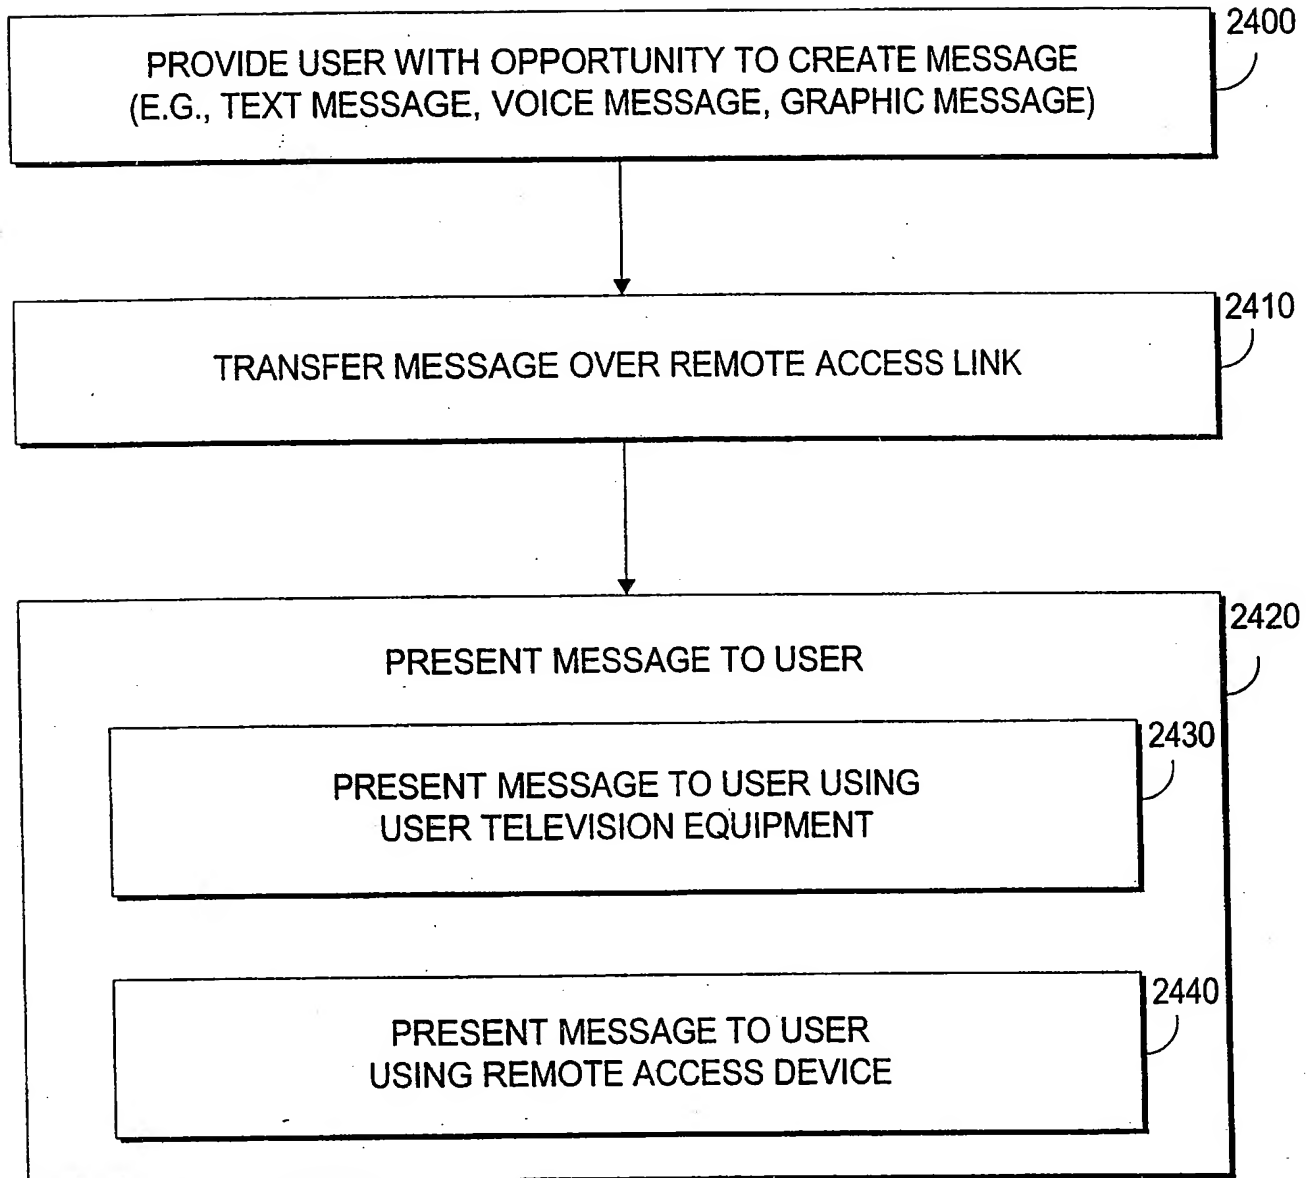 2400
PROVIDE USER WITH OPPORTUNITY TO CREATE MESSAGE
(E.G., TEXT MESSAGE, VOICE MESSAGE, GRAPHIC MESSAGE)
2410
TRANSFER MESSAGE OVER REMOTE ACCESS LINK
2420
PRESENT MESSAGE TO USER
2430
PRESENT MESSAGE TO USER USING
USER TELEVISION EQUIPMENT
2440
PRESENT MESSAGE TO USER
USING REMOTE ACCESS DEVICE